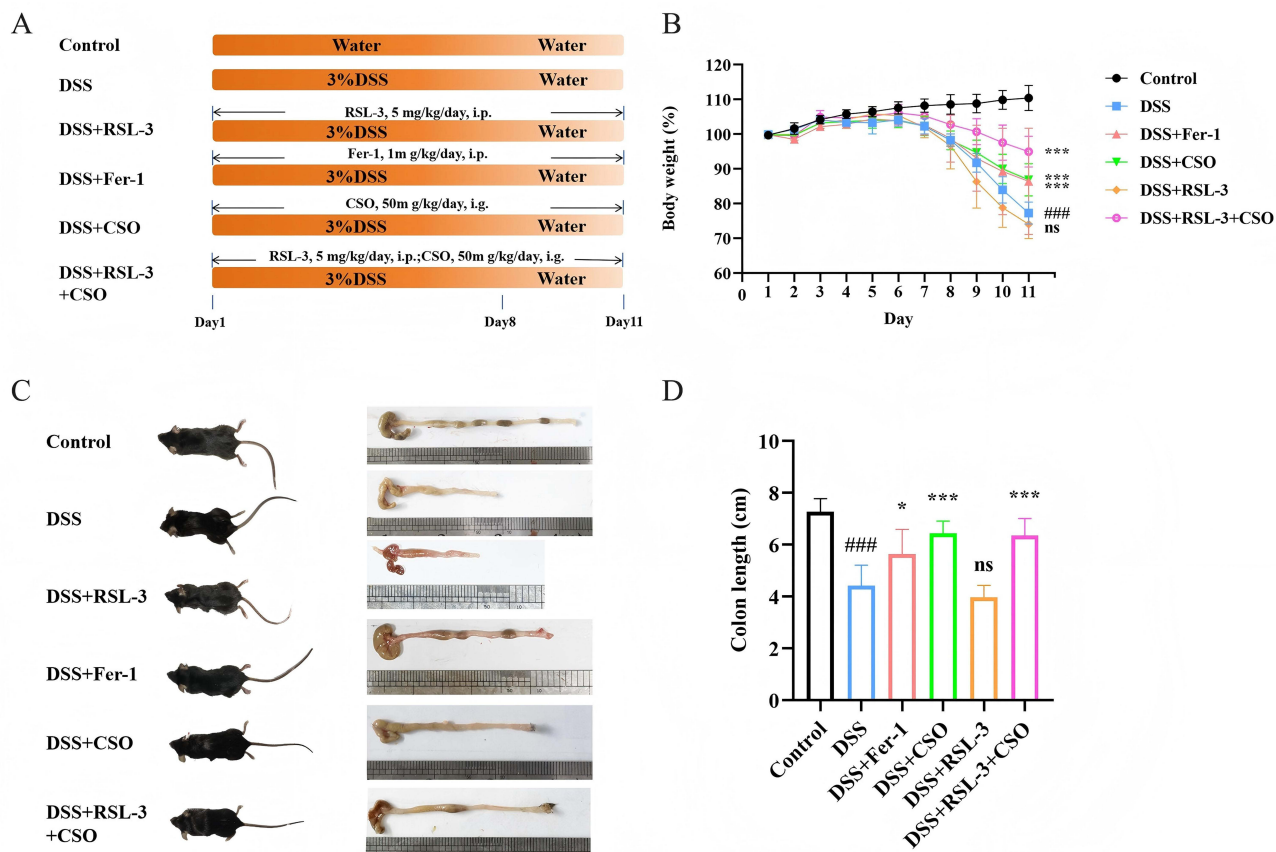 A
Control
Water
Water
DSS
3%DSS
Water
RSL-3, 5 mg/kg/day, i.p.
DSS+RSL-3
3%DSS
Water
Fer-1, 1m g/kg/day, i.p.
DSS+Fer-1
3%DSS
Water
CSO, 50m g/kg/day, i.g.
DSS+CSO
3%DSS
Water
RSL-3, 5 mg/kg/day, i.p.;CSO, 50m g/kg/day, i.g.
DSS+RSL-3
+CSO
3%DSS
Water
Day1
Day8
Day11
B
Body weight (%)
120
110
100
90
80
70
60
0
1 2 3 4 5 6 7 8 9 10 11
Day
***
***
***
###
ns
Control
DSS
DSS+Fer-1
DSS+CSO
DSS+RSL-3
DSS+RSL-3+CSO
C
Control
DSS
DSS+RSL-3
DSS+Fer-1
DSS+CSO
DSS+RSL-3
+CSO
D
Colon length (cm)
8
6
4
2
0
###
*
***
ns
***
Control
DSS
DSS+Fer-1
DSS+CSO
DSS+RSL-3
DSS+RSL-3+CSO